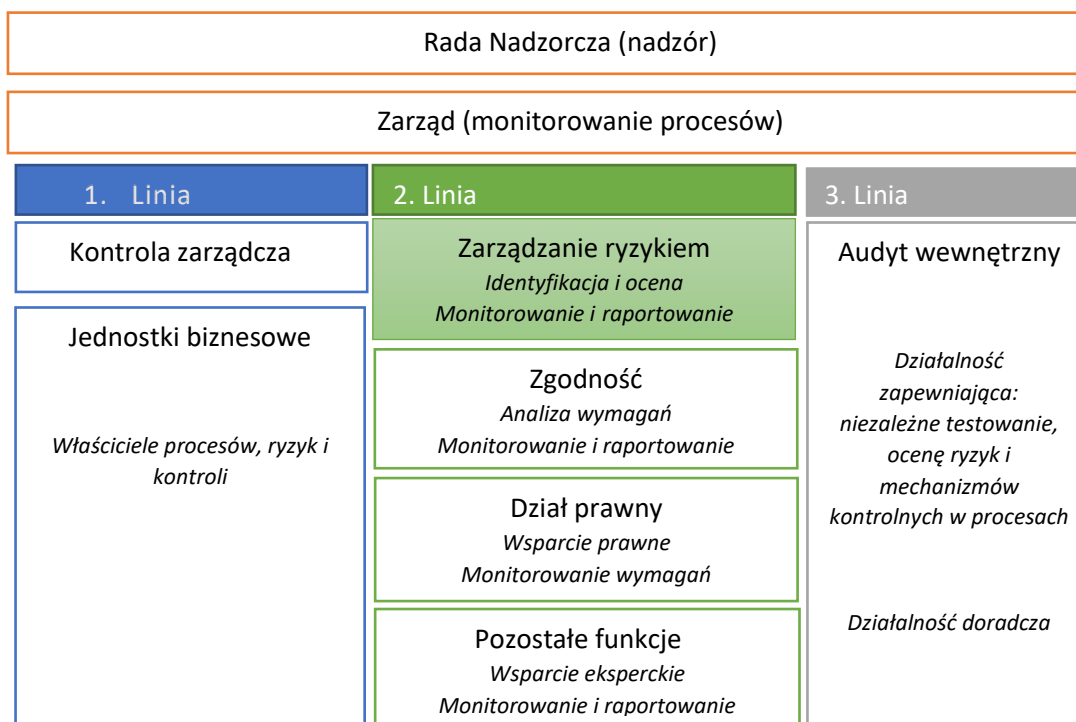 Rada Nadzorcza (nadzór)
Zarząd (monitorowanie procesów)
1. Linia
Kontrola zarządcza
Jednostki biznesowe
Właściciele procesów, ryzyk i
kontroli
2. Linia
Zarządzanie ryzykiem
Identyfikacja i ocena
Monitorowanie i raportowanie
Zgodność
Analiza wymagań
Monitorowanie i raportowanie
Dział prawny
Wsparcie prawne
Monitorowanie wymagań
Pozostałe funkcje
Wsparcie eksperckie
Monitorowanie i raportowanie
3. Linia
Audyt wewnętrzny
Działalność
zapewniająca:
niezależne testowanie,
ocenę ryzyk i
mechanizmów
kontrolnych w procesach
Działalność doradcza